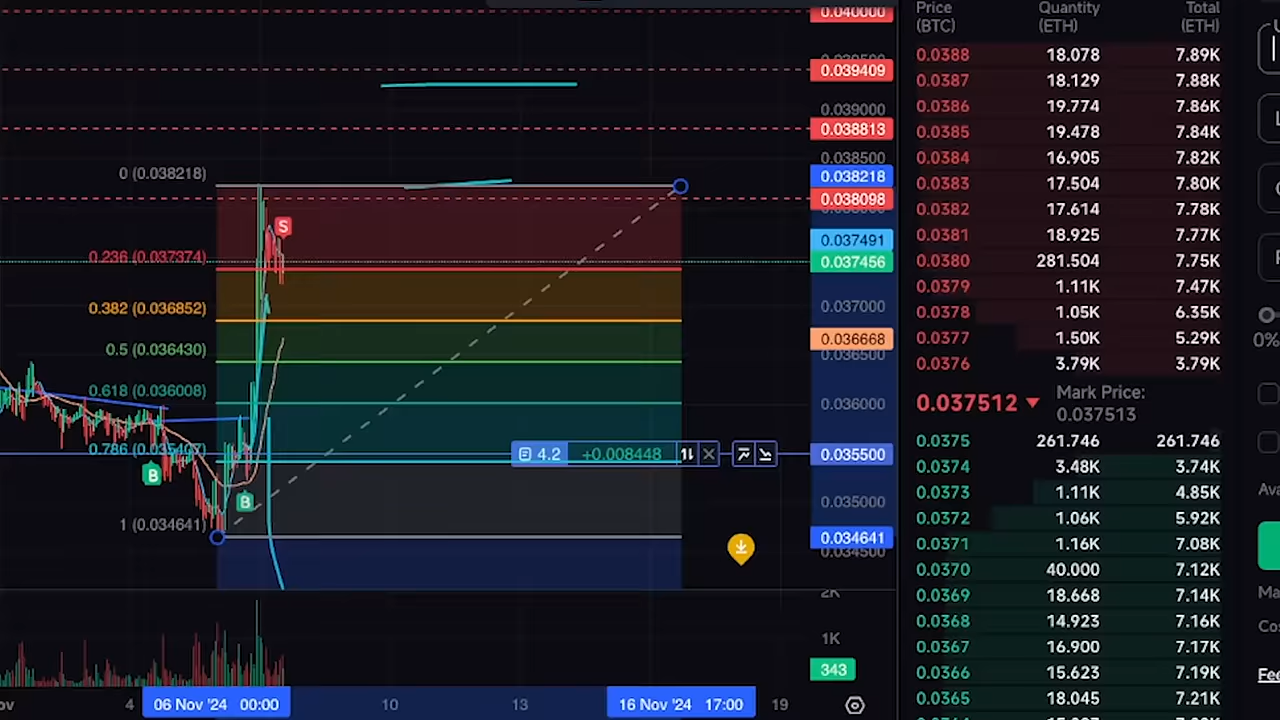 0.040000
0.039409
0.039000
0.038813
0.038500
0 (0.038218)
0.038218
0.038098
S
0.037491
0.236 (0.037374)
0.037456
0.382 (0.036852)
0.037000
0.5 (0.036430)
0.036668
0.036500
0.618 (0.036008)
0.036000
0.786 (0.035407)
4.2 +0.008448
0.035500
B
B
0.035000
1 (0.034641)
0.034641
0.034500
2K
1K
343
4 06 Nov '24 00:00 10 13 16 Nov '24 17:00 19
Price Quantity Total
(BTC) (ETH) (ETH)
0.0388 18.078 7.89K
0.0387 18.129 7.88K
0.0386 19.774 7.86K
0.0385 19.478 7.84K
0.0384 16.905 7.82K
0.0383 17.504 7.80K
0.0382 17.614 7.78K
0.0381 18.925 7.77K
0.0380 281.504 7.75K
0.0379 1.11K 7.47K
0.0378 1.05K 6.35K
0.0377 1.50K 5.29K
0.0376 3.79K 3.79K
0.037512 Mark Price:
0.037513
0.0375 261.746 261.746
0.0374 3.48K 3.74K
0.0373 1.11K 4.85K
0.0372 1.06K 5.92K
0.0371 1.16K 7.08K
0.0370 40.000 7.12K
0.0369 18.668 7.14K
0.0368 14.923 7.16K
0.0367 16.900 7.17K
0.0366 15.623 7.19K
0.0365 18.045 7.21K
0%